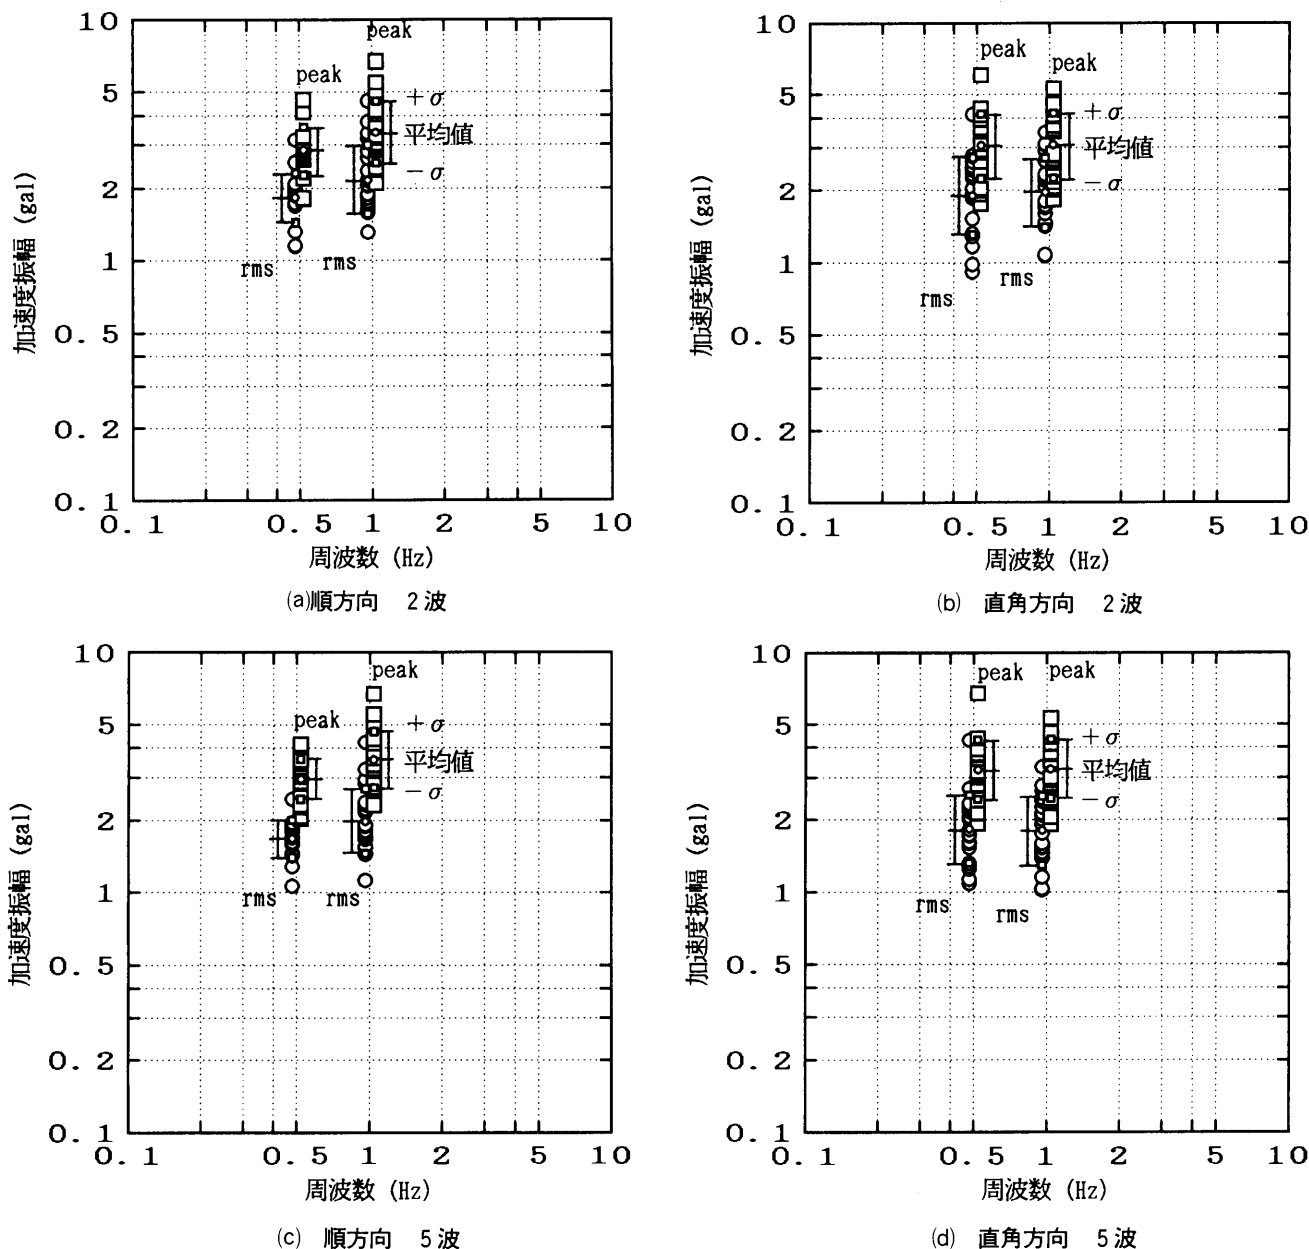 10
5
2
1
0.5
0.2
0.1
加速度振幅 (gal)
peak
peak
+σ
平均値
-σ
rms
rms
0.1
0.5
1
2
5
10
周波数 (Hz)
(a)順方向 2波
10
5
2
1
0.5
0.2
0.1
加速度振幅 (gal)
peak
peak
+σ
平均値
-σ
rms
rms
0.1
0.5
1
2
5
10
周波数 (Hz)
(b) 直角方向 2波
10
5
2
1
0.5
0.2
0.1
加速度振幅 (gal)
peak
peak
+σ
平均値
-σ
rms
rms
0.1
0.5
1
2
5
10
周波数 (Hz)
(c) 順方向 5波
10
5
2
1
0.5
0.2
0.1
加速度振幅 (gal)
peak
peak
+σ
平均値
-σ
rms
rms
0.1
0.5
1
2
5
10
周波数 (Hz)
(d) 直角方向 5波